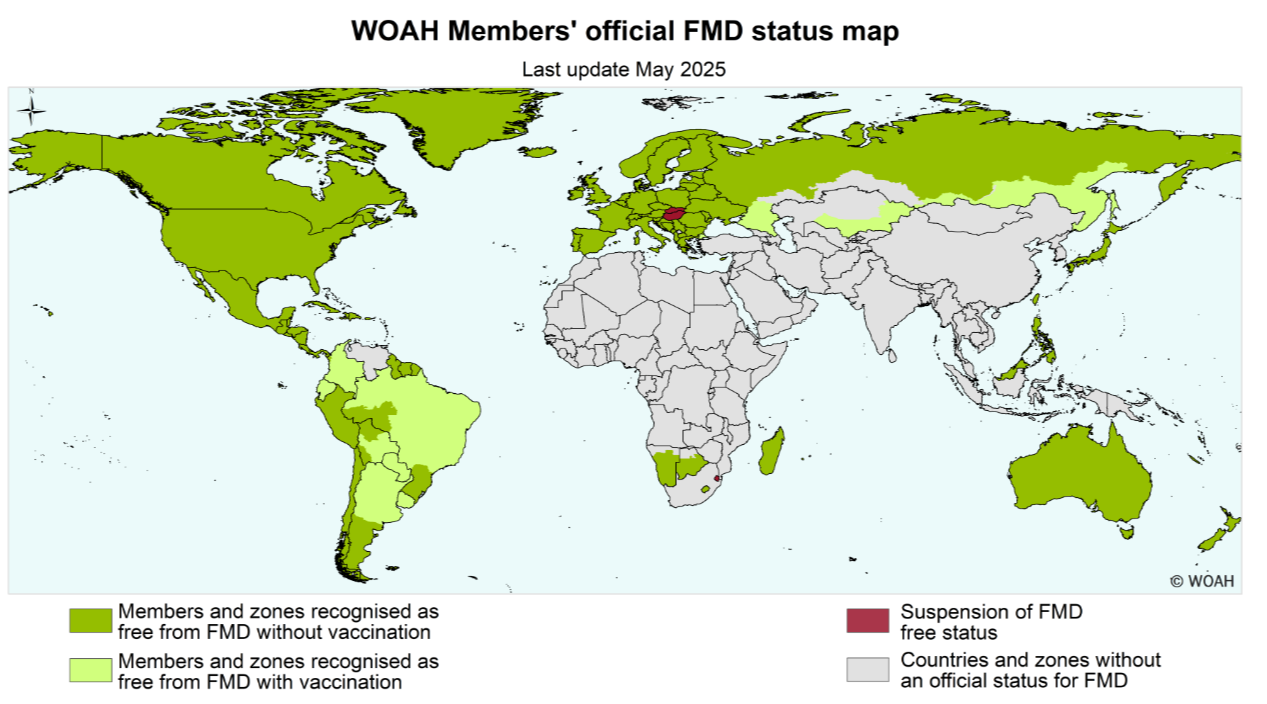 WOAH Members' official FMD status map
Last update May 2025
N
© WOAH
Members and zones recognised as
free from FMD without vaccination
Members and zones recognised as
free from FMD with vaccination
Suspension of FMD
free status
Countries and zones without
an official status for FMD